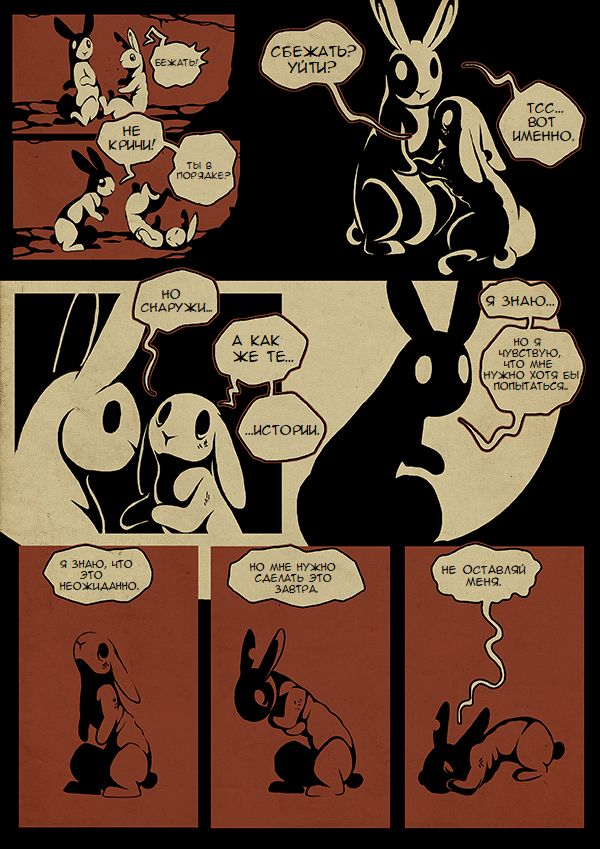 БЕЖАТЬ!
НЕ
КРИЧИ!
ТЫ В
ПОРЯДКЕ?
СБЕЖАТЬ?
УЙТИ?
ТСС...
ВОТ
ИМЕННО.
НО
СНАРУЖИ...
А КАК
ЖЕ ТЕ...
...ИСТОРИИ.
Я ЗНАЮ...
НО Я
ЧУВСТВУЮ,
ЧТО МНЕ
НУЖНО ХОТЯ БЫ
ПОПЫТАТЬСЯ..
Я ЗНАЮ, ЧТО
ЭТО
НЕОЖИДАННО.
НО МНЕ НУЖНО
СДЕЛАТЬ ЭТО
ЗАВТРА.
НЕ ОСТАВЛЯЙ
МЕНЯ.